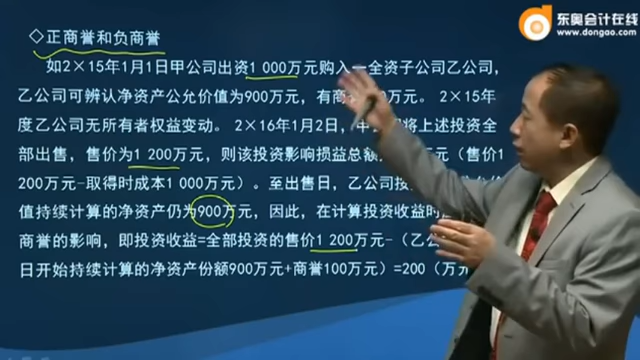 东奥会计在线
www.dongao.com
◇正商誉和负商誉
如2×15年1月1日甲公司出资1 000万元购入一全资子公司乙公司，
乙公司可辨认净资产公允价值为900万元，有商 万元。2×15年
度乙公司无所有者权益变动。2×16年1月2日， 将上述投资全
部出售，售价为1 200万元，则该投资影响损益总额 元（售价1
200万元-取得时成本1 000万元）。至出售日，乙公司按
值持续计算的净资产仍为900万元，因此，在计算投资收益时
商誉的影响，即投资收益=全部投资的售价1 200万元-（乙
日开始持续计算的净资产份额900万元+商誉100万元）=200（万